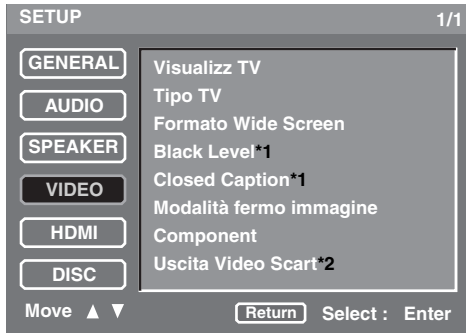 SETUP 1/1
GENERAL
AUDIO
SPEAKER
VIDEO
HDMI
DISC
Visualizz TV
Tipo TV
Formato Wide Screen
Black Level*1
Closed Caption*1
Modalità fermo immagine
Component
Uscita Video Scart*2
Move ▲ ▼ Return Select : Enter